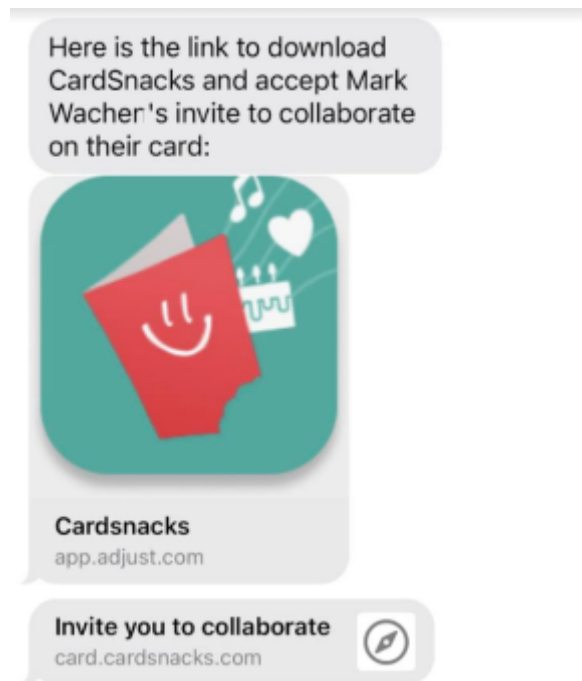 Here is the link to download
CardSnacks and accept Mark
Wacher's invite to collaborate
on their card:
Cardsnacks
app.adjust.com
Invite you to collaborate
card.cardsnacks.com